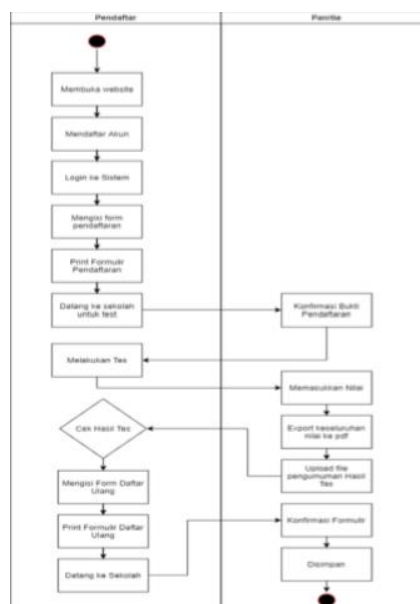 Pendaftar
Panitia
Membuka website
Mendaftar Akun
Login ke Sistem
Mengisi form
pendaftaran
Print Formulir
Pendaftaran
Datang ke sekolah
untuk test
Konfirmasi Bukti
Pendaftaran
Melakukan Tes
Memasukkan Nilai
Cek Hasil Tes
Export keseluruhan
nilai ke pdf
Upload file
pengumuman Hasil
Tes
Mengisi Form Daftar
Ulang
Print Formulir Daftar
Ulang
Datang ke Sekolah
Konfirmasi Formulir
Disimpan